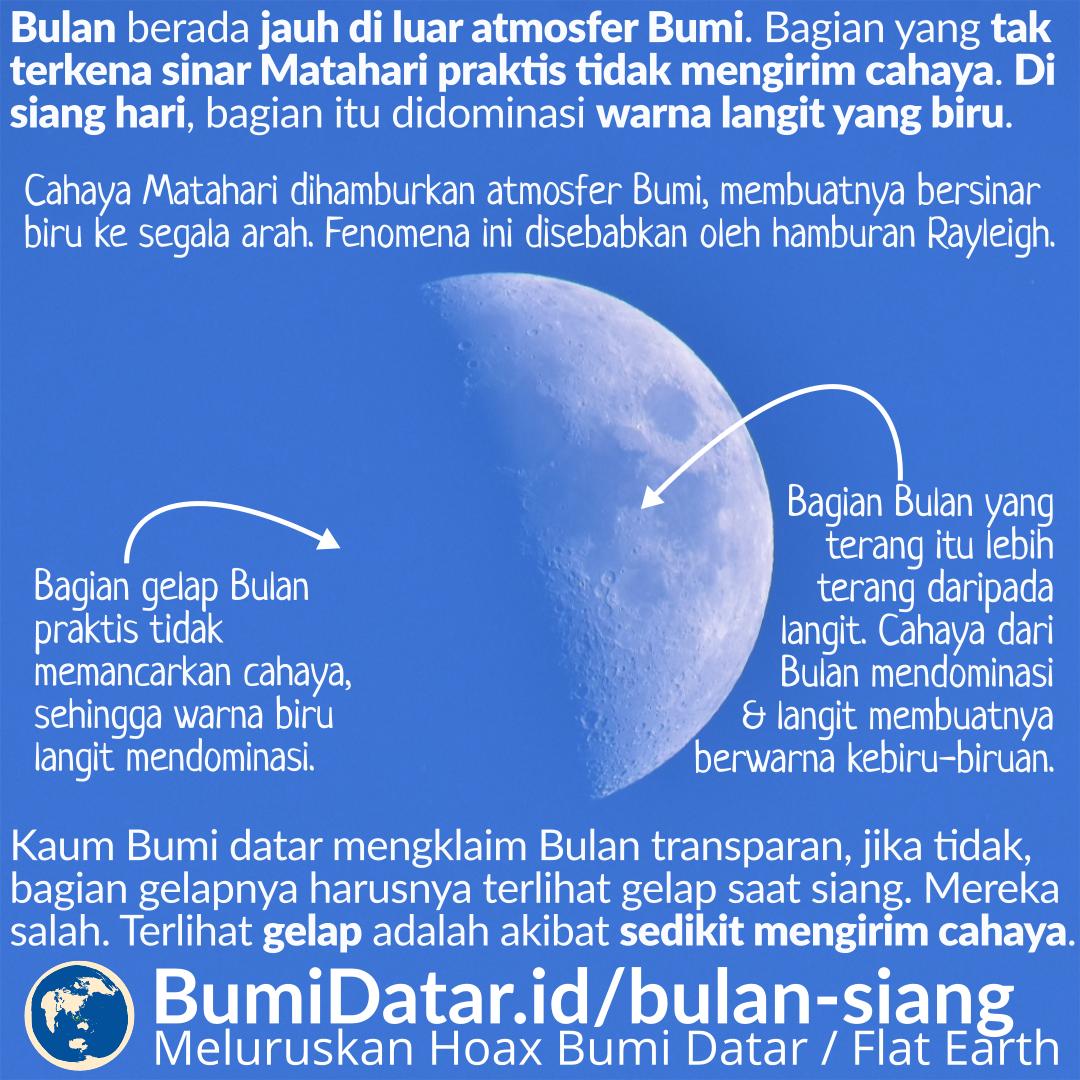 Bulan berada jauh di luar atmosfer Bumi. Bagian yang tak
terkena sinar Matahari praktis tidak mengirim cahaya. Di
siang hari, bagian itu didominasi warna langit yang biru.
Cahaya Matahari dihamburkan atmosfer Bumi, membuatnya bersinar
biru ke segala arah. Fenomena ini disebabkan oleh hamburan Rayleigh.
Bagian gelap Bulan
praktis tidak
memancarkan cahaya,
sehingga warna biru
langit mendominasi.
Bagian Bulan yang
terang itu lebih
terang daripada
langit. Cahaya dari
Bulan mendominasi
& langit membuatnya
berwarna kebiru-biruan.
Kaum Bumi datar mengklaim Bulan transparan, jika tidak,
bagian gelapnya harusnya terlihat gelap saat siang. Mereka
salah. Terlihat gelap adalah akibat sedikit mengirim cahaya.
BumiDatar.id/bulan-siang
Meluruskan Hoax Bumi Datar / Flat Earth